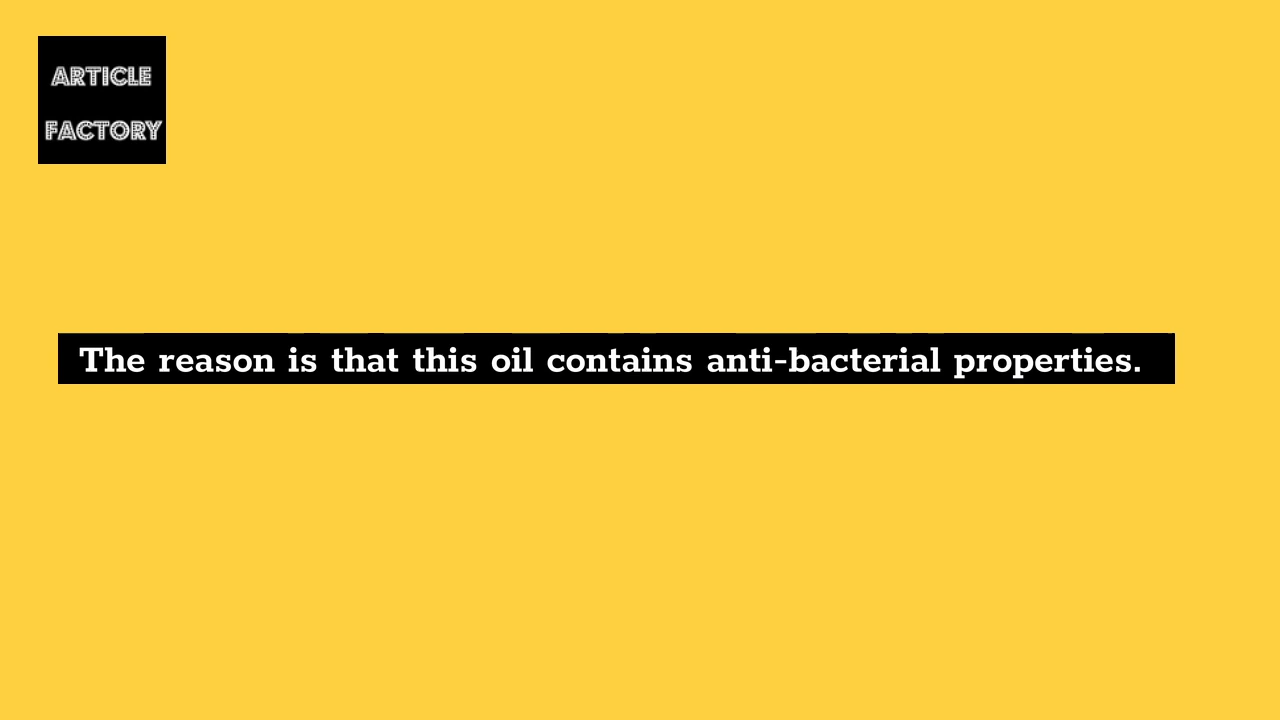 ARTICLE
FACTORY
The reason is that this oil contains anti-bacterial properties.